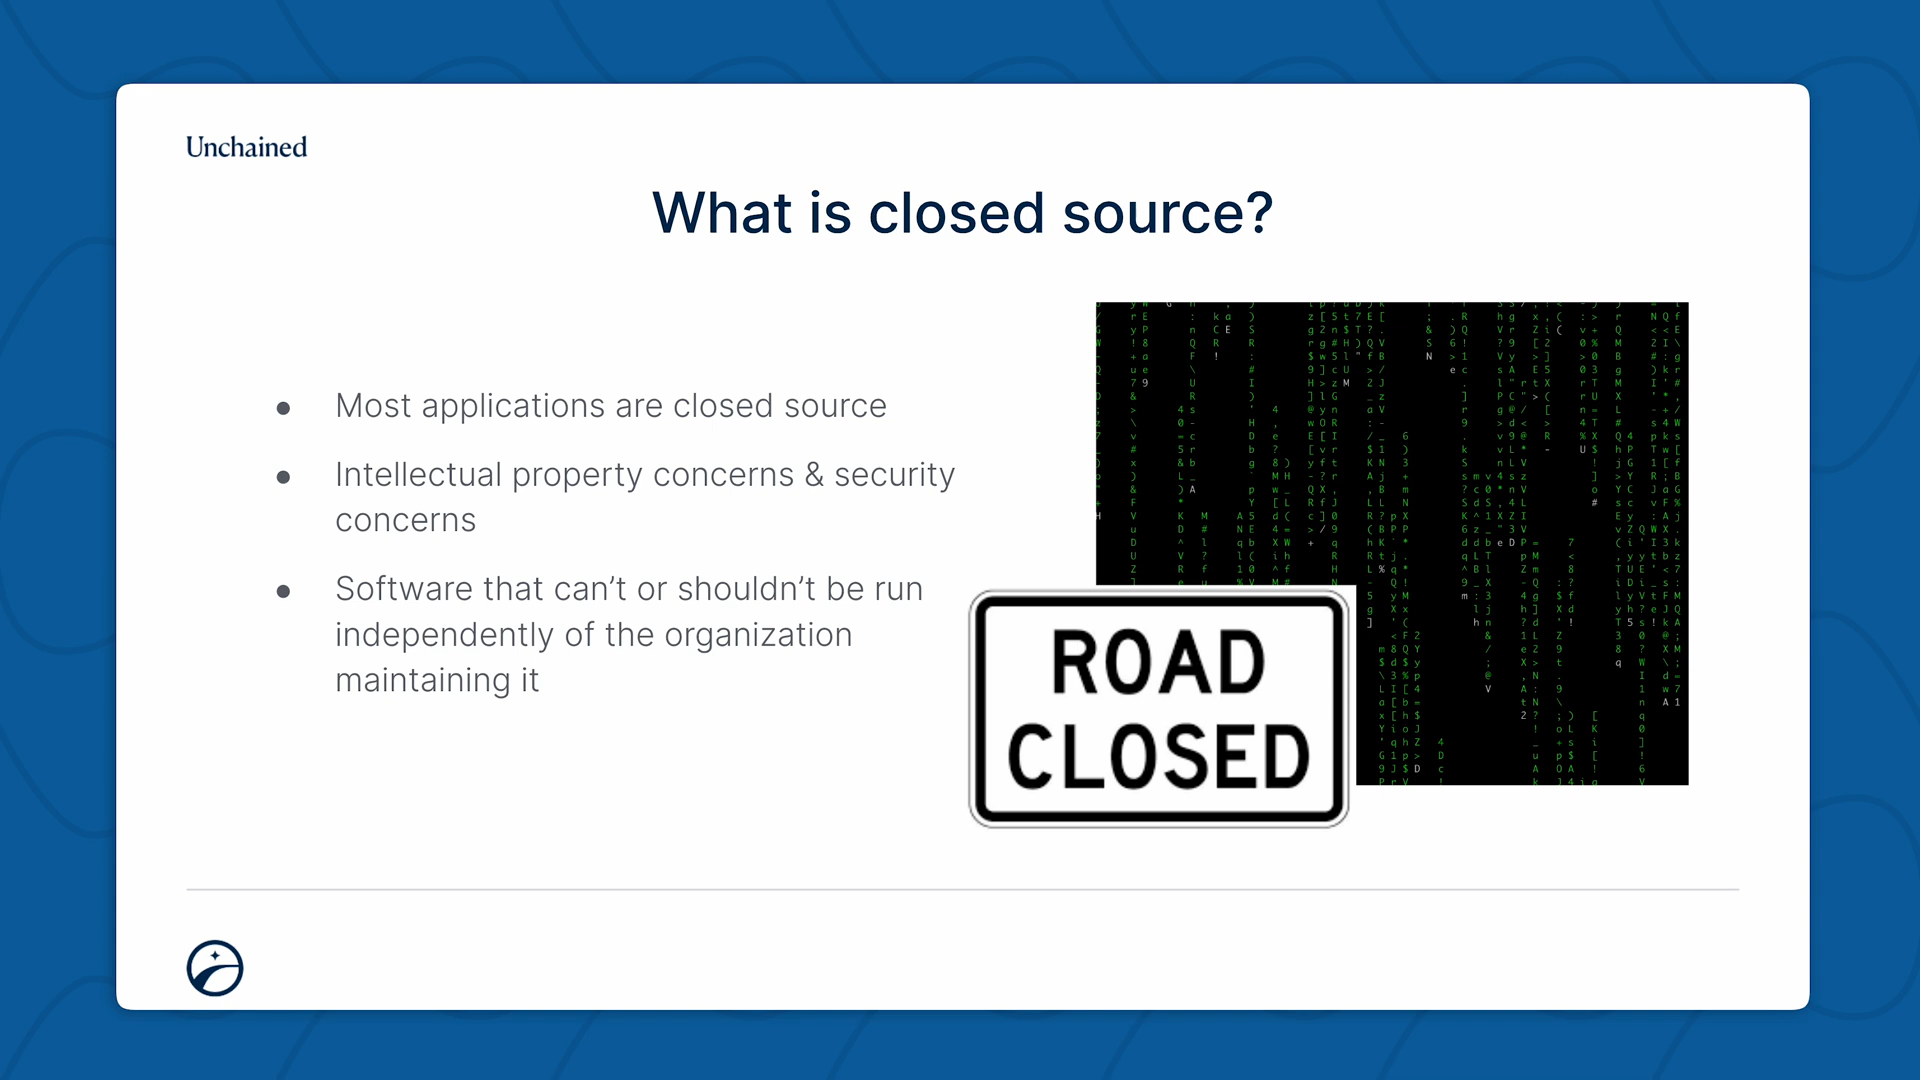 Unchained
What is closed source?
● Most applications are closed source
● Intellectual property concerns & security
concerns
● Software that can’t or shouldn’t be run
independently of the organization
maintaining it
ROAD
CLOSED